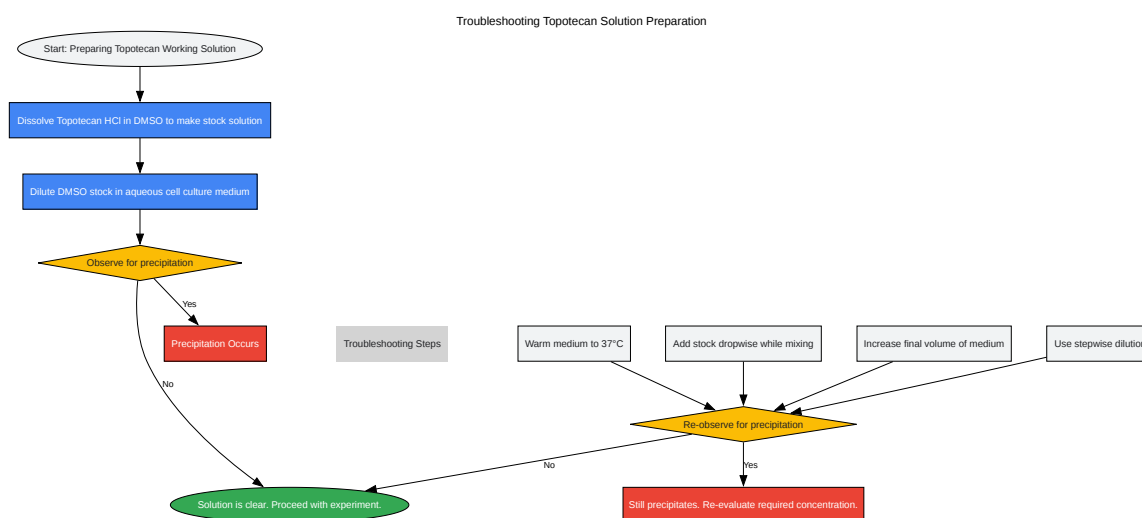 Troubleshooting Topotecan Solution Preparation
Start: Preparing Topotecan Working Solution
Dissolve Topotecan HCl in DMSO to make stock solution
Dilute DMSO stock in aqueous cell culture medium
Observe for precipitation
Yes
Precipitation Occurs
Troubleshooting Steps
Warm medium to 37°C
Add stock dropwise while mixing
Increase final volume of medium
Use stepwise dilution
No
Re-observe for precipitation
No
Yes
Solution is clear. Proceed with experiment.
Still precipitates. Re-evaluate required concentration.